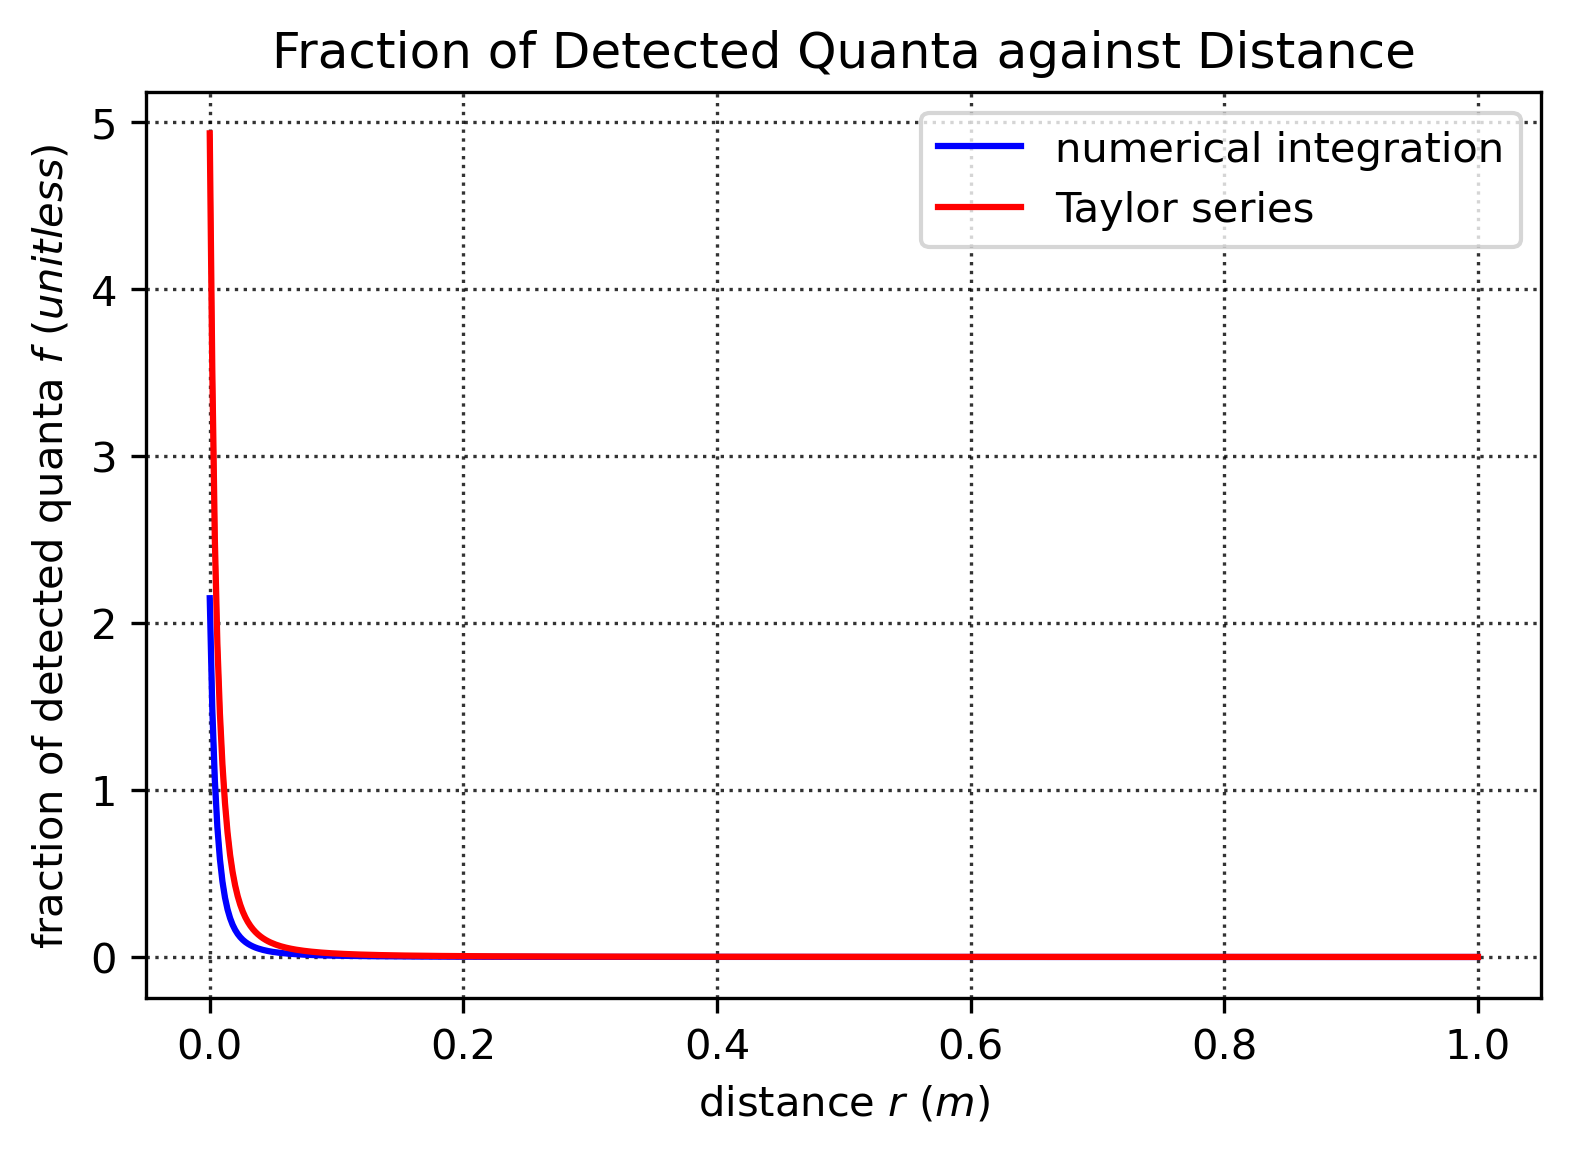 Fraction of Detected Quanta against Distance
fraction of detected quanta f (unitless)
5
4
3
2
1
0
numerical integration
Taylor series
0.0 0.2 0.4 0.6 0.8 1.0
distance r (m)